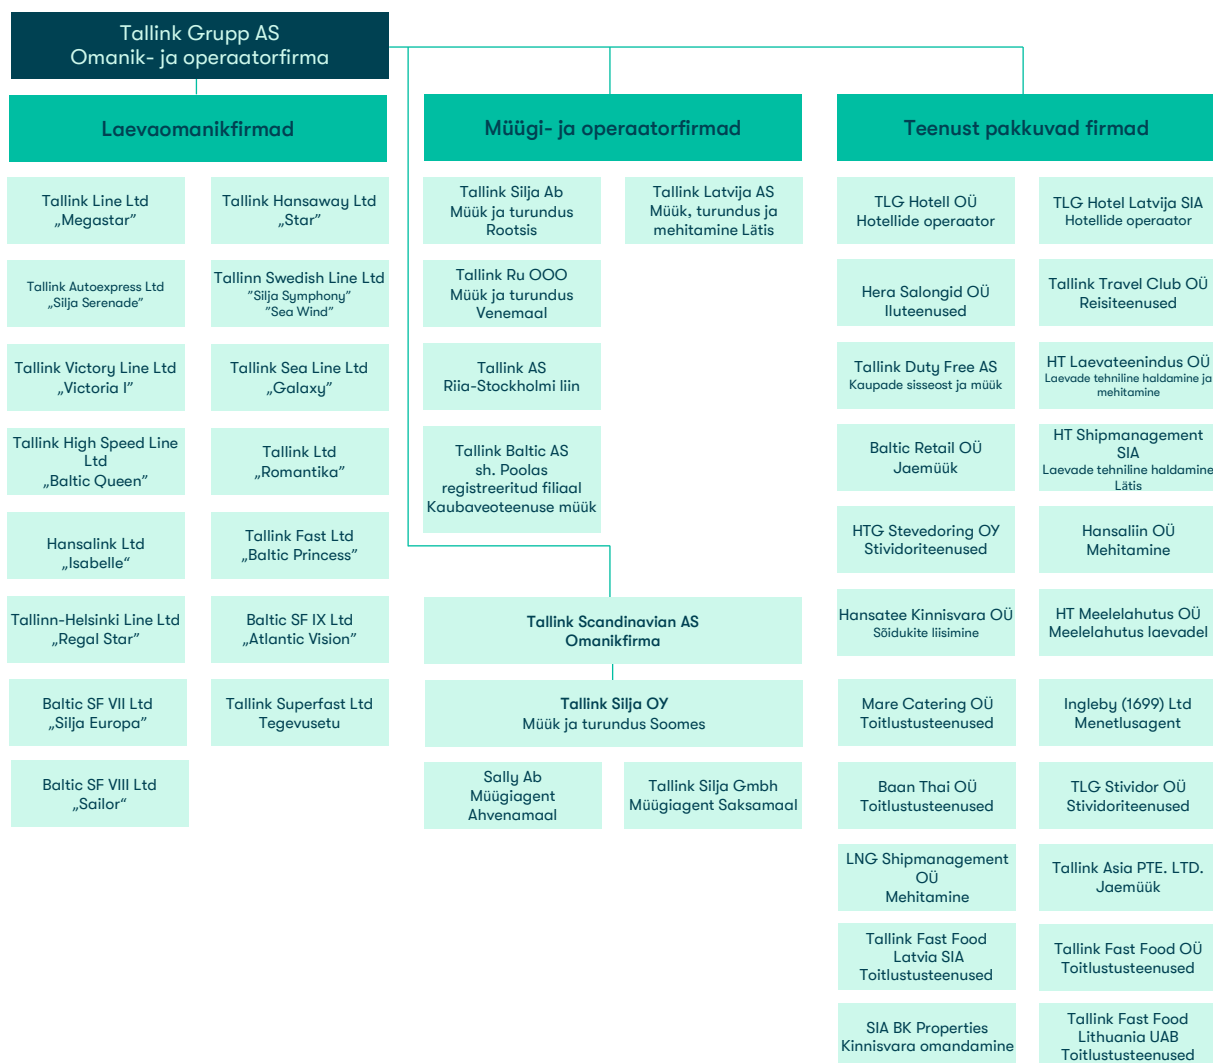 Tallink Grupp AS
Omanik- ja operaatorfirma
Laevaomanikfirmad
Tallink Line Ltd
„Megastar”
Tallink Hansaway Ltd
„Star”
Tallink Autoexpress Ltd
„Silja Serenade”
Tallinn Swedish Line Ltd
”Silja Symphony”
”Sea Wind”
Tallink Victory Line Ltd
„Victoria I”
Tallink Sea Line Ltd
„Galaxy”
Tallink High Speed Line
Ltd
„Baltic Queen”
Tallink Ltd
„Romantika”
Hansalink Ltd
„Isabelle“
Tallink Fast Ltd
„Baltic Princess”
Tallinn-Helsinki Line Ltd
„Regal Star”
Baltic SF IX Ltd
„Atlantic Vision”
Baltic SF VII Ltd
„Silja Europa”
Tallink Superfast Ltd
Tegevusetu
Baltic SF VIII Ltd
„Sailor“
Müügi- ja operaatorfirmad
Tallink Silja Ab
Müük ja turundus
Rootsis
Tallink Latvija AS
Müük, turundus ja
mehitamine Lätis
Tallink Ru OOO
Müük ja turundus
Venemaal
Tallink AS
Riia-Stockholmi liin
Tallink Baltic AS
sh. Poolas
registreeritud filiaal
Kaubaveoteenuse müük
Tallink Scandinavian AS
Omanikfirma
Tallink Silja OY
Müük ja turundus Soomes
Sally Ab
Müügiagent
Ahvenamaal
Tallink Silja Gmbh
Müügiagent Saksamaal
Teenust pakkuvad firmad
TLG Hotell OÜ
Hotellide operaator
TLG Hotel Latvija SIA
Hotellide operaator
Hera Salongid OÜ
Iluteenused
Tallink Travel Club OÜ
Reisiteenused
Tallink Duty Free AS
Kaupade sisseost ja müük
HT Laevateenindus OÜ
Laevade tehniline haldamine ja
mehitamine
Baltic Retail OÜ
Jaemüük
HT Shipmanagement
SIA
Laevade tehniline haldamine
Lätis
HTG Stevedoring OY
Stividoriteenused
Hansaliin OÜ
Mehitamine
Hansatee Kinnisvara OÜ
Sõidukite liisimine
HT Meelelahutus OÜ
Meelelahutus laevadel
Mare Catering OÜ
Toitlustusteenused
Ingleby (1699) Ltd
Menetlusagent
Baan Thai OÜ
Toitlustusteenused
TLG Stividor OÜ
Stividoriteenused
LNG Shipmanagement
OÜ
Mehitamine
Tallink Asia PTE. LTD.
Jaemüük
Tallink Fast Food
Latvia SIA
Toitlustusteenused
Tallink Fast Food OÜ
Toitlustusteenused
SIA BK Properties
Kinnisvara omandamine
Tallink Fast Food
Lithuania UAB
Toitlustusteenused